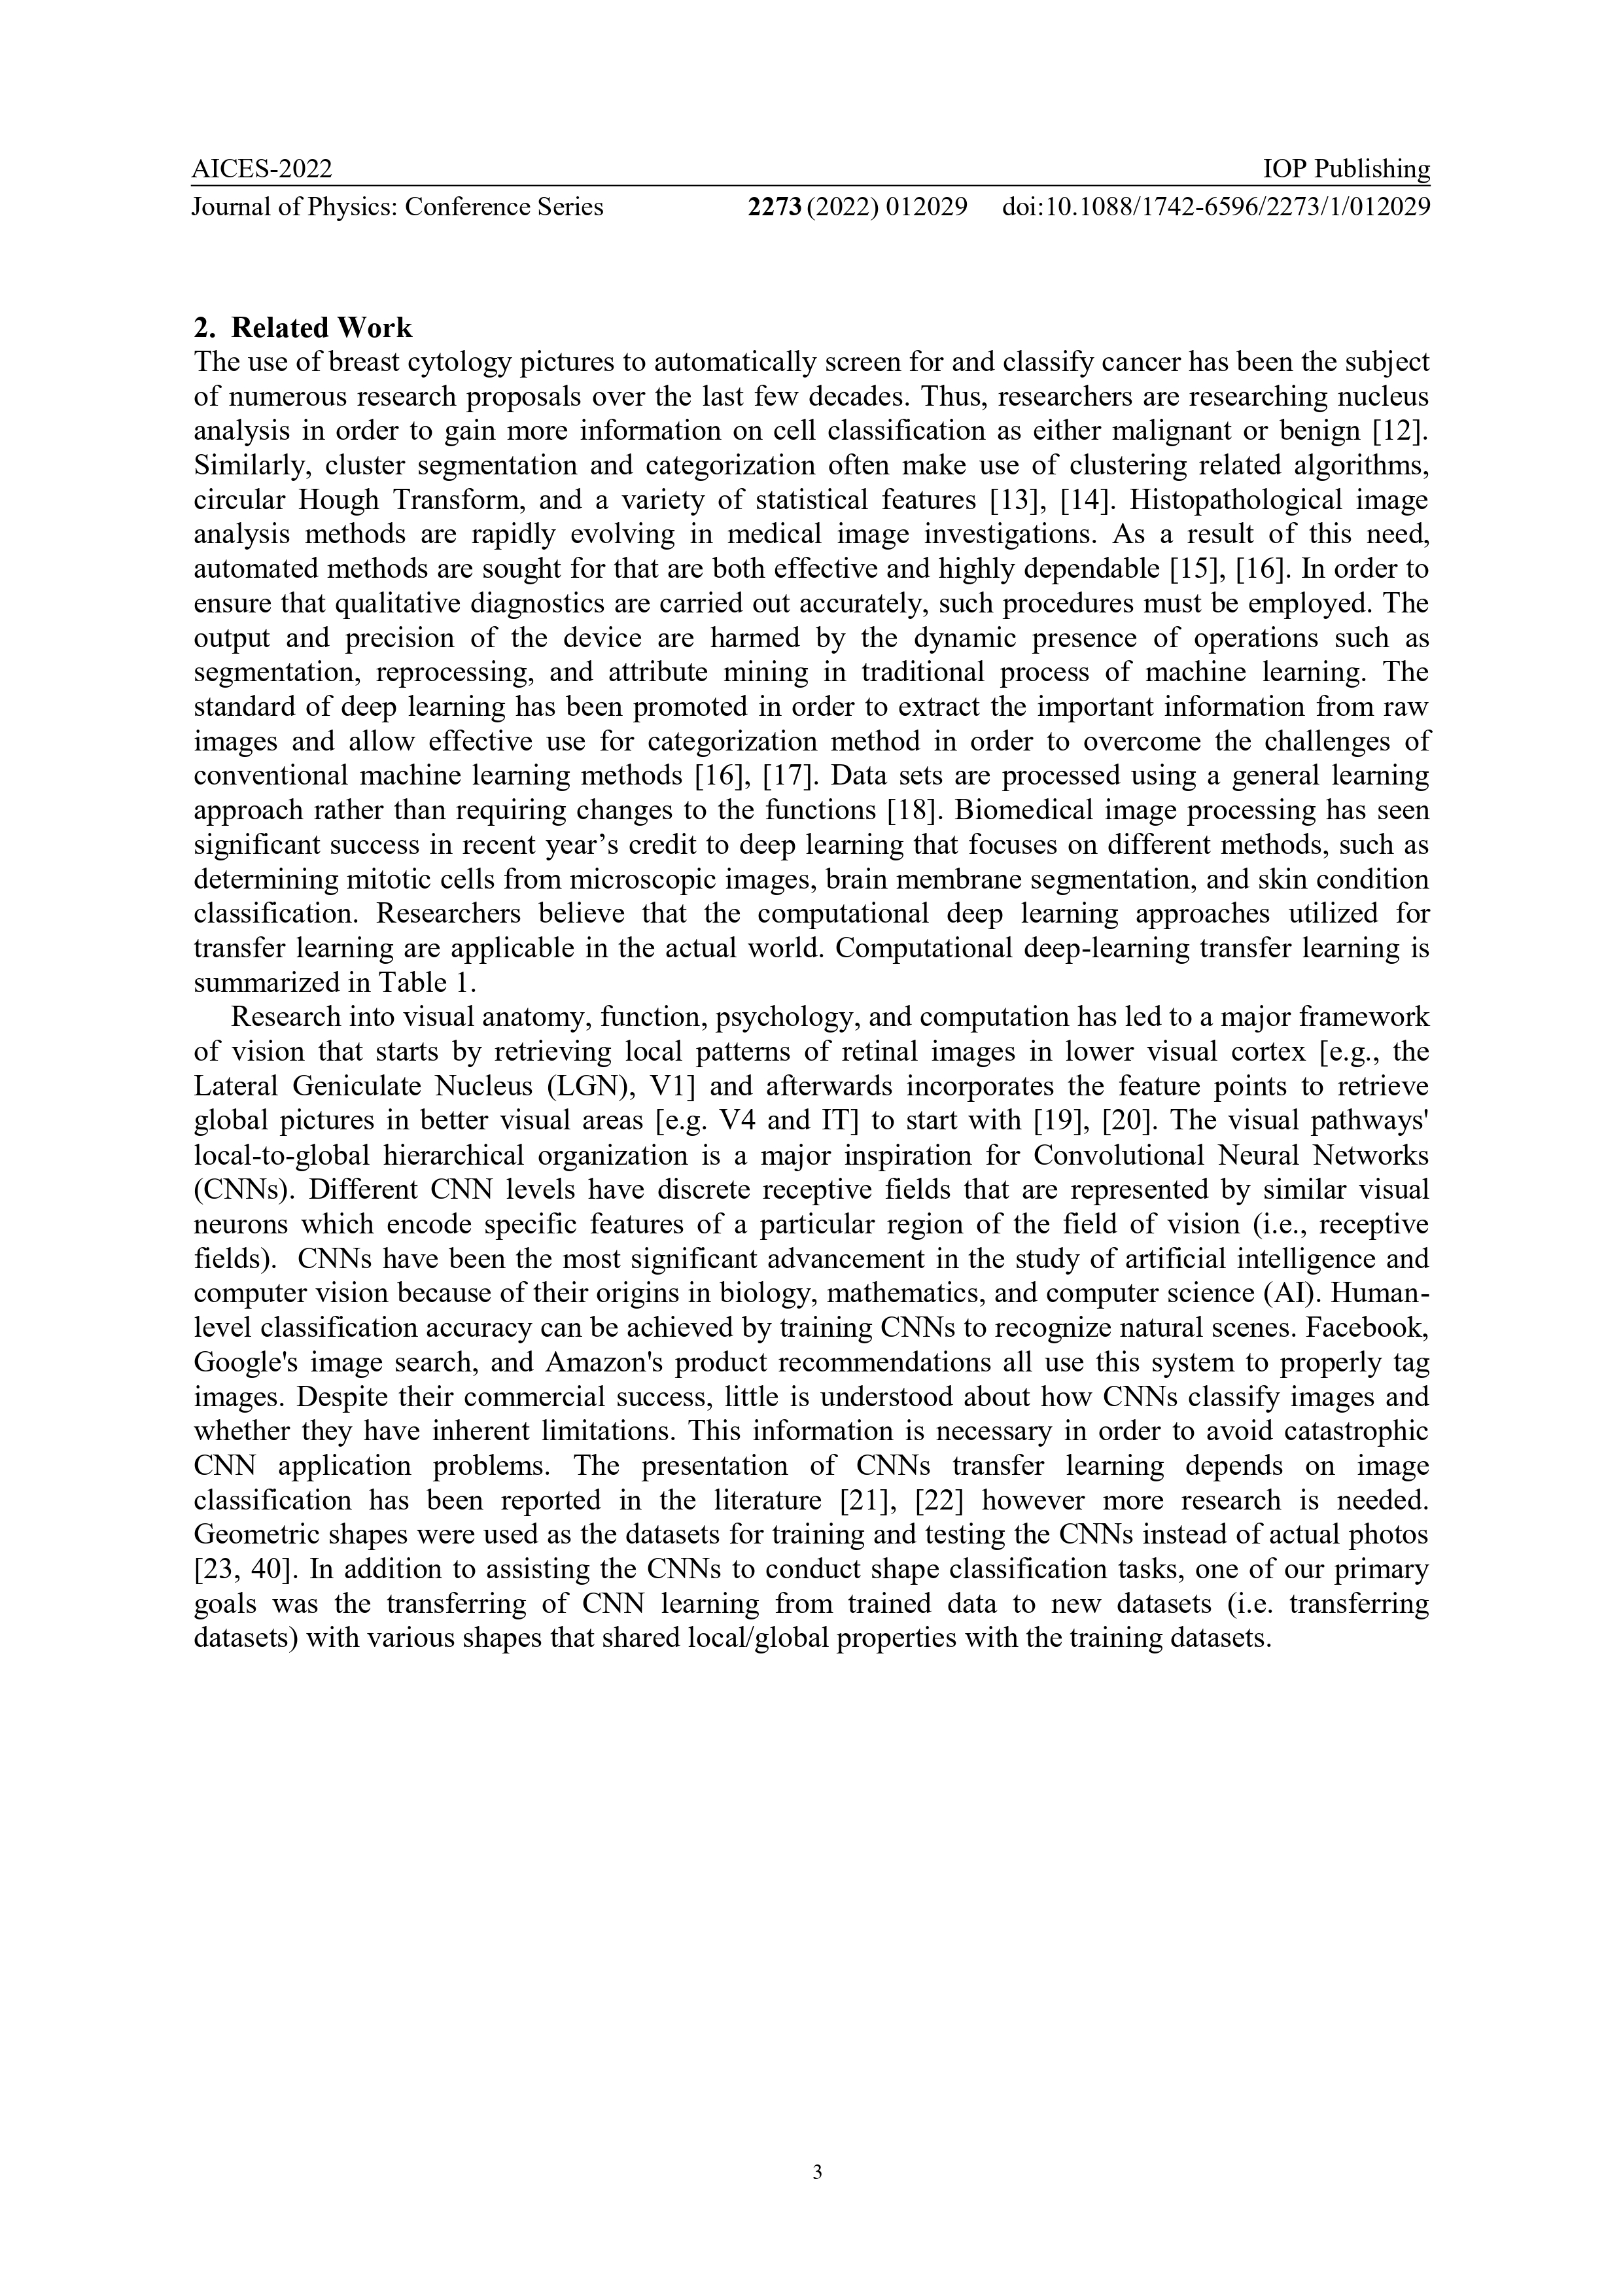 AICES-2022 IOP Publishing
Journal of Physics: Conference Series 2273 (2022) 012029 doi:10.1088/1742-6596/2273/1/012029
2. Related Work
The use of breast cytology pictures to automatically screen for and classify cancer has been the subject
of numerous research proposals over the last few decades. Thus, researchers are researching nucleus
analysis in order to gain more information on cell classification as either malignant or benign [12].
Similarly, cluster segmentation and categorization often make use of clustering related algorithms,
circular Hough Transform, and a variety of statistical features [13], [14]. Histopathological image
analysis methods are rapidly evolving in medical image investigations. As a result of this need,
automated methods are sought for that are both effective and highly dependable [15], [16]. In order to
ensure that qualitative diagnostics are carried out accurately, such procedures must be employed. The
output and precision of the device are harmed by the dynamic presence of operations such as
segmentation, reprocessing, and attribute mining in traditional process of machine learning. The
standard of deep learning has been promoted in order to extract the important information from raw
images and allow effective use for categorization method in order to overcome the challenges of
conventional machine learning methods [16], [17]. Data sets are processed using a general learning
approach rather than requiring changes to the functions [18]. Biomedical image processing has seen
significant success in recent year’s credit to deep learning that focuses on different methods, such as
determining mitotic cells from microscopic images, brain membrane segmentation, and skin condition
classification. Researchers believe that the computational deep learning approaches utilized for
transfer learning are applicable in the actual world. Computational deep-learning transfer learning is
summarized in Table 1.
Research into visual anatomy, function, psychology, and computation has led to a major framework
of vision that starts by retrieving local patterns of retinal images in lower visual cortex [e.g., the
Lateral Geniculate Nucleus (LGN), V1] and afterwards incorporates the feature points to retrieve
global pictures in better visual areas [e.g. V4 and IT] to start with [19], [20]. The visual pathways'
local-to-global hierarchical organization is a major inspiration for Convolutional Neural Networks
(CNNs). Different CNN levels have discrete receptive fields that are represented by similar visual
neurons which encode specific features of a particular region of the field of vision (i.e., receptive
fields). CNNs have been the most significant advancement in the study of artificial intelligence and
computer vision because of their origins in biology, mathematics, and computer science (AI). Human-
level classification accuracy can be achieved by training CNNs to recognize natural scenes. Facebook,
Google's image search, and Amazon's product recommendations all use this system to properly tag
images. Despite their commercial success, little is understood about how CNNs classify images and
whether they have inherent limitations. This information is necessary in order to avoid catastrophic
CNN application problems. The presentation of CNNs transfer learning depends on image
classification has been reported in the literature [21], [22] however more research is needed.
Geometric shapes were used as the datasets for training and testing the CNNs instead of actual photos
[23, 40]. In addition to assisting the CNNs to conduct shape classification tasks, one of our primary
goals was the transferring of CNN learning from trained data to new datasets (i.e. transferring
datasets) with various shapes that shared local/global properties with the training datasets.
3